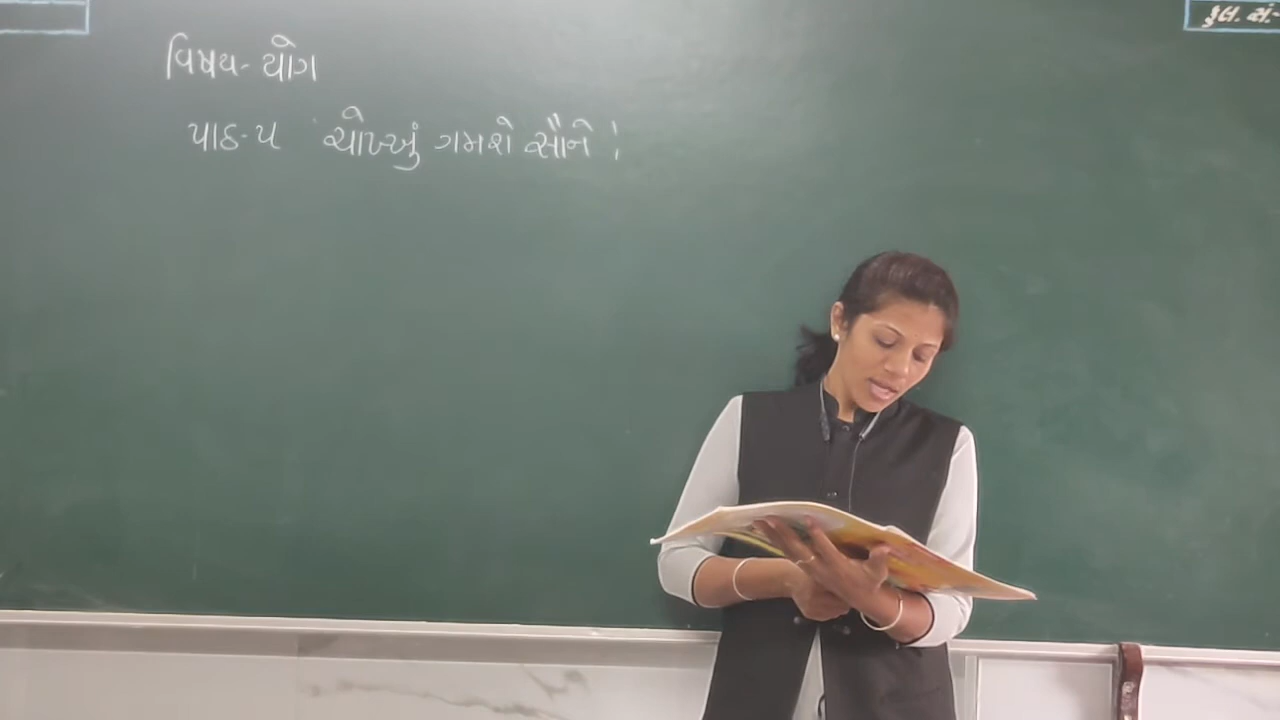 કુલ. સં.
વિષય- યોગ
પાઠ-૫ ચોખ્ખું ગમશે સૌને !